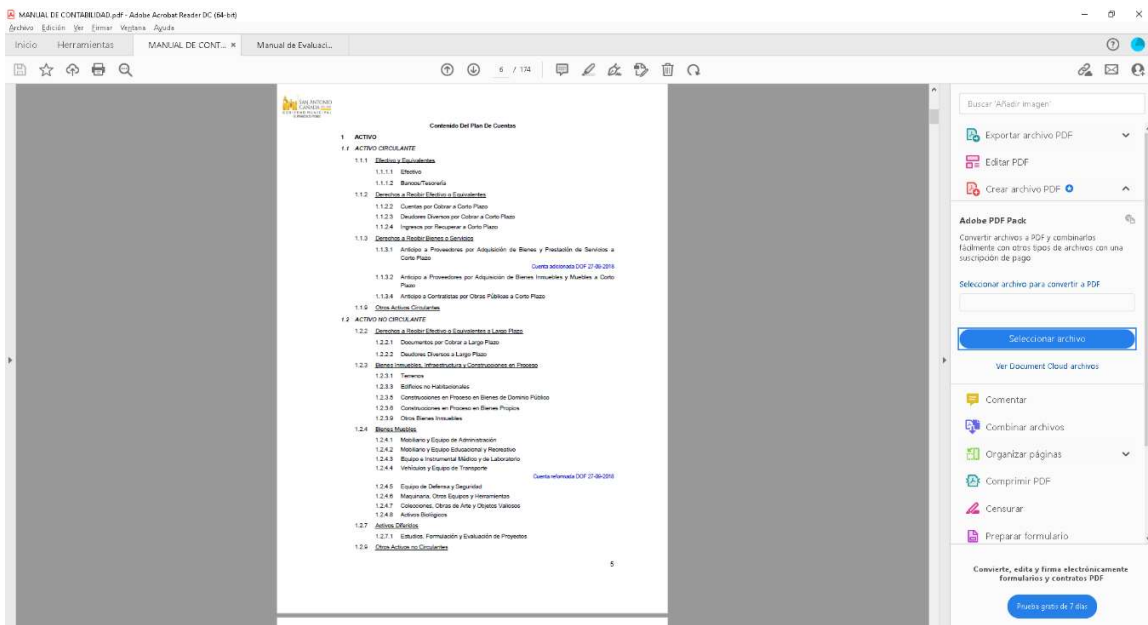 MANUAL DE CONTABILIDAD.pdf - Adobe Acrobat Reader DC (64-bit)
Archivo Edición Ver Firmar Ventana Ayuda
Inicio Herramientas MANUAL DE CONT... × Manual de Evaluaci...
6 / 174
SAN ANTONIO
CAÑADA
Contenido Del Plan De Cuentas
1 ACTIVO
1.1 ACTIVO CIRCULANTE
1.1.1 Efectivo y Equivalentes
1.1.1.1 Efectivo
1.1.1.2 Bancos/Tesorería
1.1.2 Derechos a Recibir Efectivo o Equivalentes
1.1.2.2 Cuentas por Cobrar a Corto Plazo
1.1.2.3 Deudores Diversos por Cobrar a Corto Plazo
1.1.2.4 Ingresos por Recuperar a Corto Plazo
1.1.3 Derechos a Recibir Bienes o Servicios
1.1.3.1 Anticipo a Proveedores por Adquisición de Bienes y Prestación de Servicios a
Corto Plazo
Cuenta adicionada DOF 27-09-2018
1.1.3.2 Anticipo a Proveedores por Adquisición de Bienes Inmuebles y Muebles a Corto
Plazo
1.1.3.4 Anticipo a Contratistas por Obras Públicas a Corto Plazo
1.1.9 Otros Activos Circulantes
1.2 ACTIVO NO CIRCULANTE
1.2.2 Derechos a Recibir Efectivo o Equivalentes a Largo Plazo
1.2.2.1 Documentos por Cobrar a Largo Plazo
1.2.2.2 Deudores Diversos a Largo Plazo
1.2.3 Bienes Inmuebles, Infraestructura y Construcciones en Proceso
1.2.3.1 Terrenos
1.2.3.3 Edificios no Habitacionales
1.2.3.5 Construcciones en Proceso en Bienes de Dominio Público
1.2.3.6 Construcciones en Proceso en Bienes Propios
1.2.3.9 Otros Bienes Inmuebles
1.2.4 Bienes Muebles
1.2.4.1 Mobiliario y Equipo de Administración
1.2.4.2 Mobiliario y Equipo Educacional y Recreativo
1.2.4.3 Equipo e Instrumental Médico y de Laboratorio
1.2.4.4 Vehículos y Equipo de Transporte
Cuenta reformada DOF 27-09-2018
1.2.4.5 Equipo de Defensa y Seguridad
1.2.4.6 Maquinaria, Otros Equipos y Herramientas
1.2.4.7 Colecciones, Obras de Arte y Objetos Valiosos
1.2.4.8 Activos Biológicos
1.2.7 Activos Diferidos
1.2.7.1 Estudios, Formulación y Evaluación de Proyectos
1.2.9 Otros Activos no Circulantes
5
Buscar 'Añadir imagen'
Exportar archivo PDF
Editar PDF
Crear archivo PDF
Adobe PDF Pack
Convertir archivos a PDF y combinarlos
fácilmente con otros tipos de archivos con una
suscripción de pago
Seleccionar archivo para convertir a PDF
Seleccionar archivo
Ver Document Cloud archivos
Comentar
Combinar archivos
Organizar páginas
Comprimir PDF
Censurar
Preparar formulario
Convierte, edita y firma electrónicamente
formularios y contratos PDF
Prueba gratis de 7 días